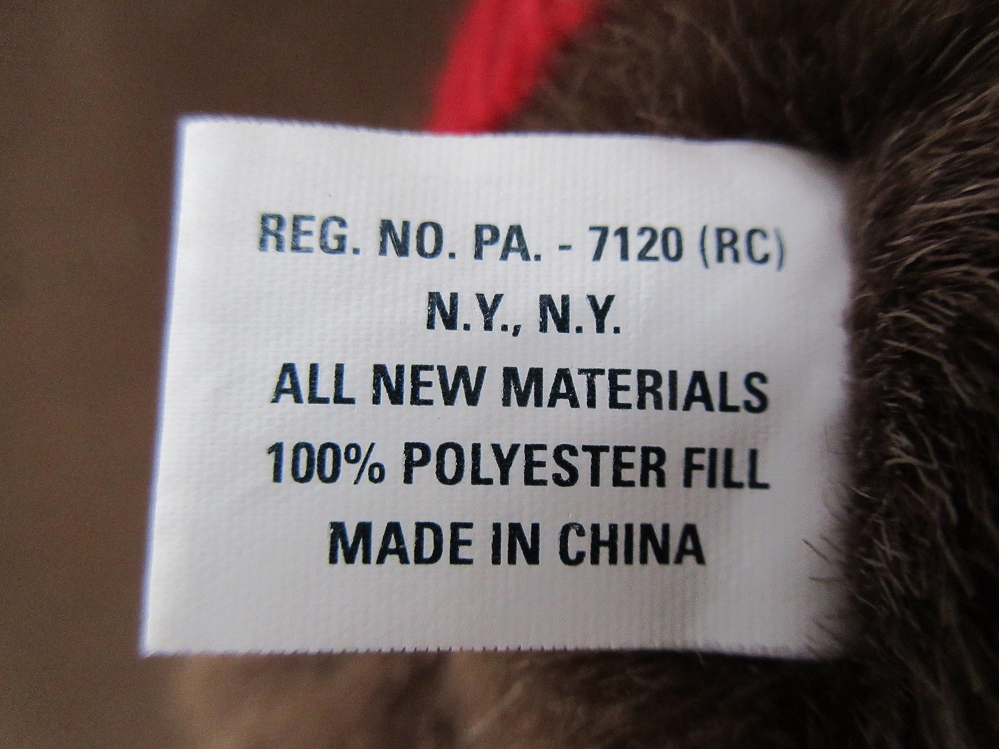 REG. NO. PA. - 7120 (RC)
N.Y., N.Y.
ALL NEW MATERIALS
100% POLYESTER FILL
MADE IN CHINA